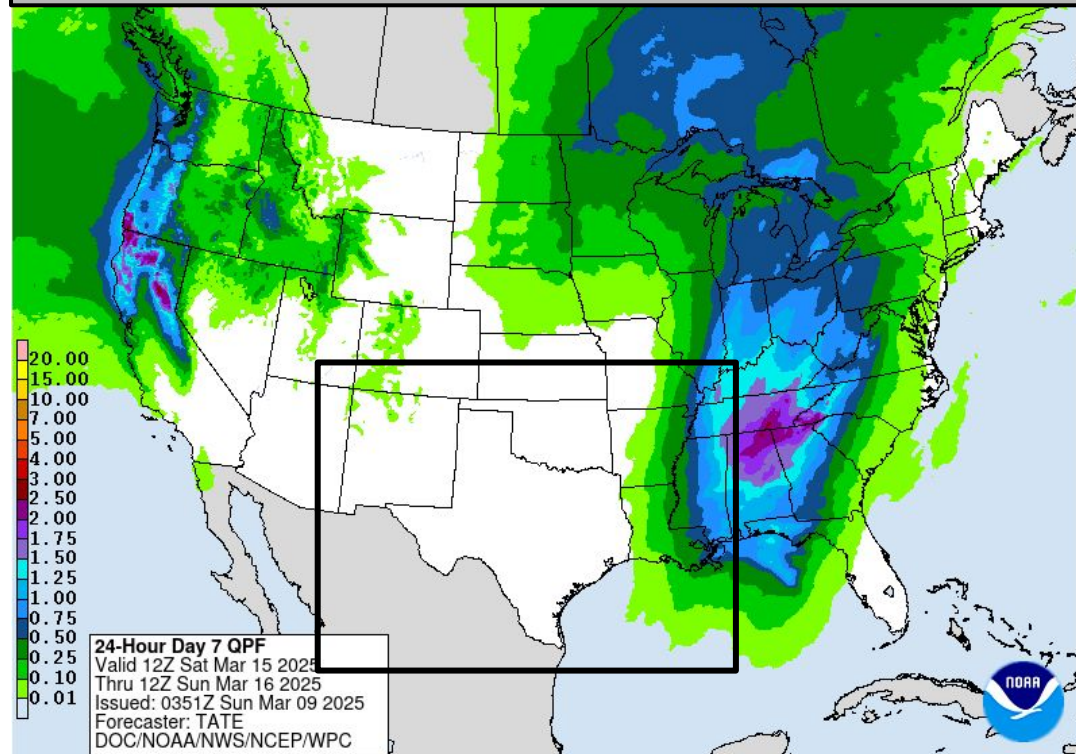 20.00
15.00
10.00
7.00
5.00
4.00
3.00
2.50
2.00
1.75
1.50
1.25
1.00
0.75
0.50
0.25
0.10
0.01
24-Hour Day 7 QPF
Valid 12Z Sat Mar 15 2025
Thru 12Z Sun Mar 16 2025
Issued: 0351Z Sun Mar 09 2025
Forecaster: TATE
DOC/NOAA/NWS/NCEP/WPC
NOAA